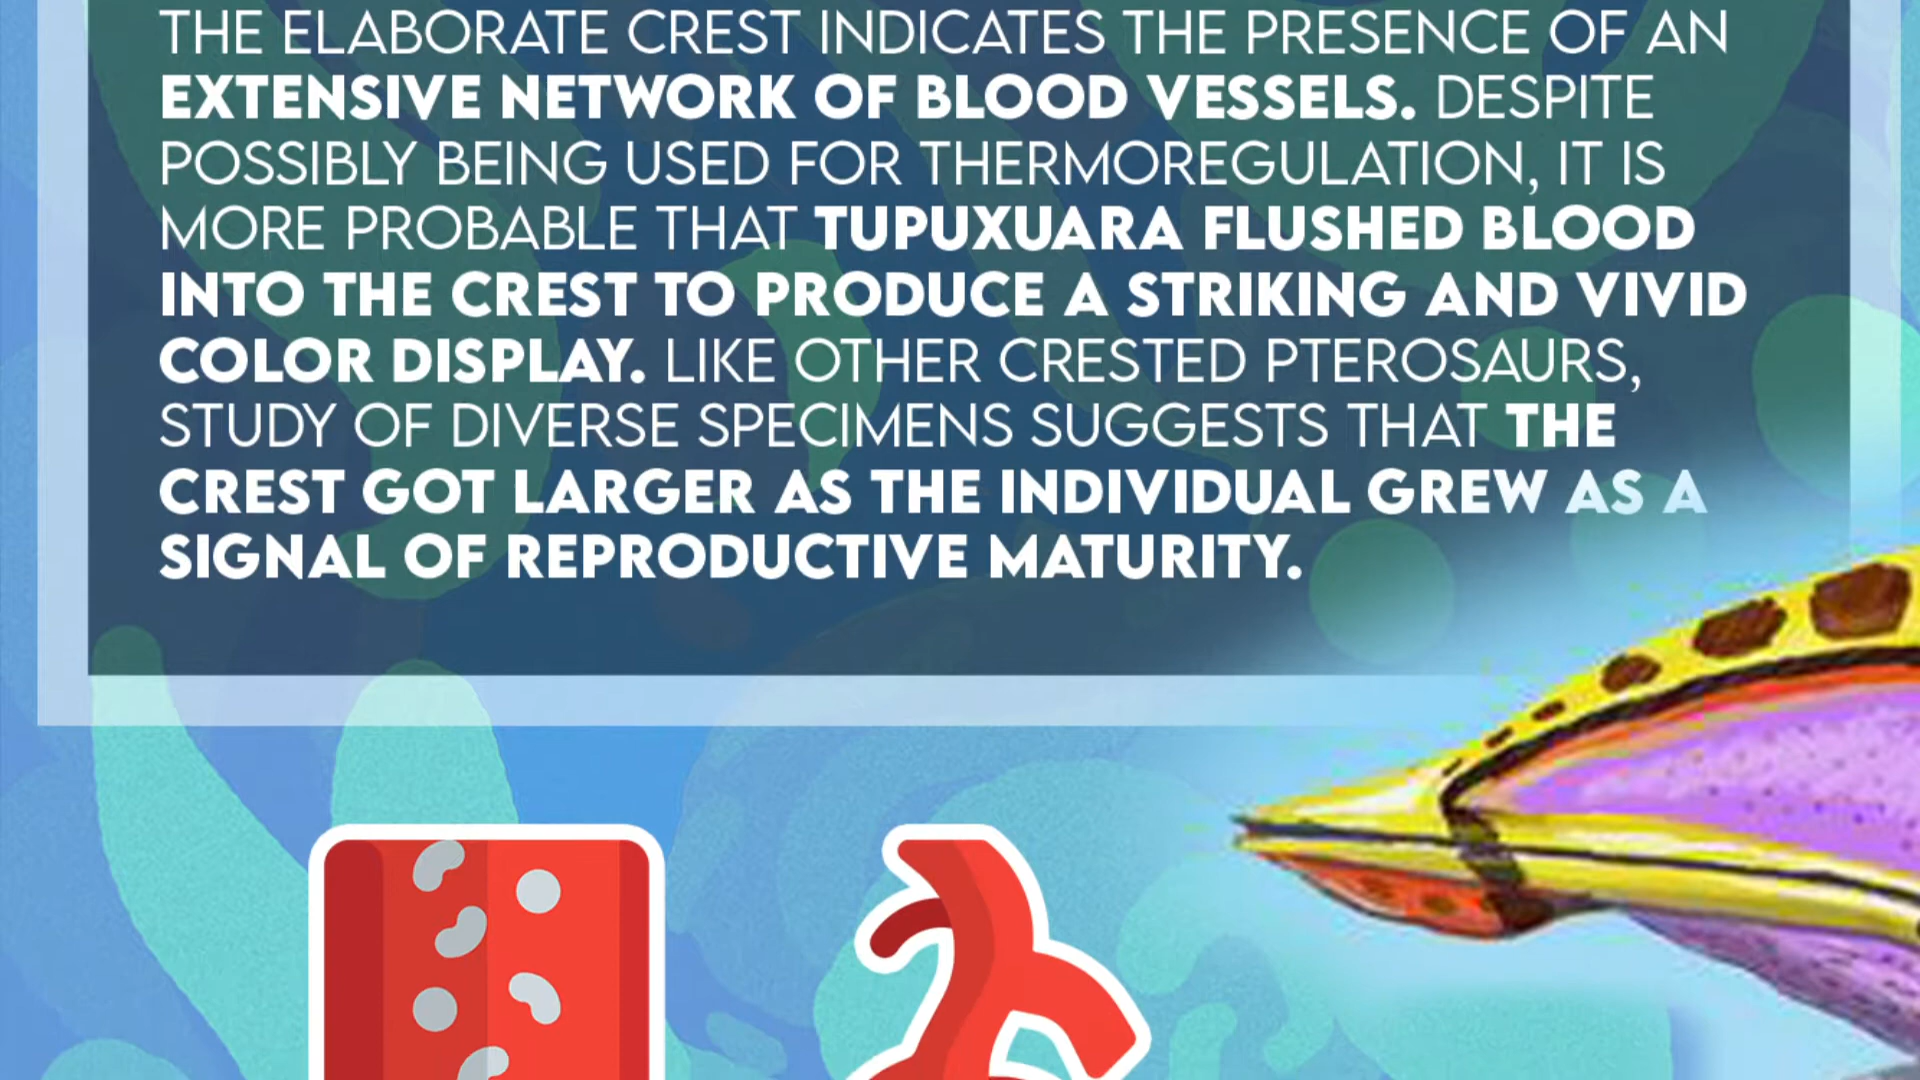 THE ELABORATE CREST INDICATES THE PRESENCE OF AN
EXTENSIVE NETWORK OF BLOOD VESSELS. DESPITE
POSSIBLY BEING USED FOR THERMOREGULATION, IT IS
MORE PROBABLE THAT TUPUXUARA FLUSHED BLOOD
INTO THE CREST TO PRODUCE A STRIKING AND VIVID
COLOR DISPLAY. LIKE OTHER CRESTED PTEROSAURS,
STUDY OF DIVERSE SPECIMENS SUGGESTS THAT THE
CREST GOT LARGER AS THE INDIVIDUAL GREW AS A
SIGNAL OF REPRODUCTIVE MATURITY.